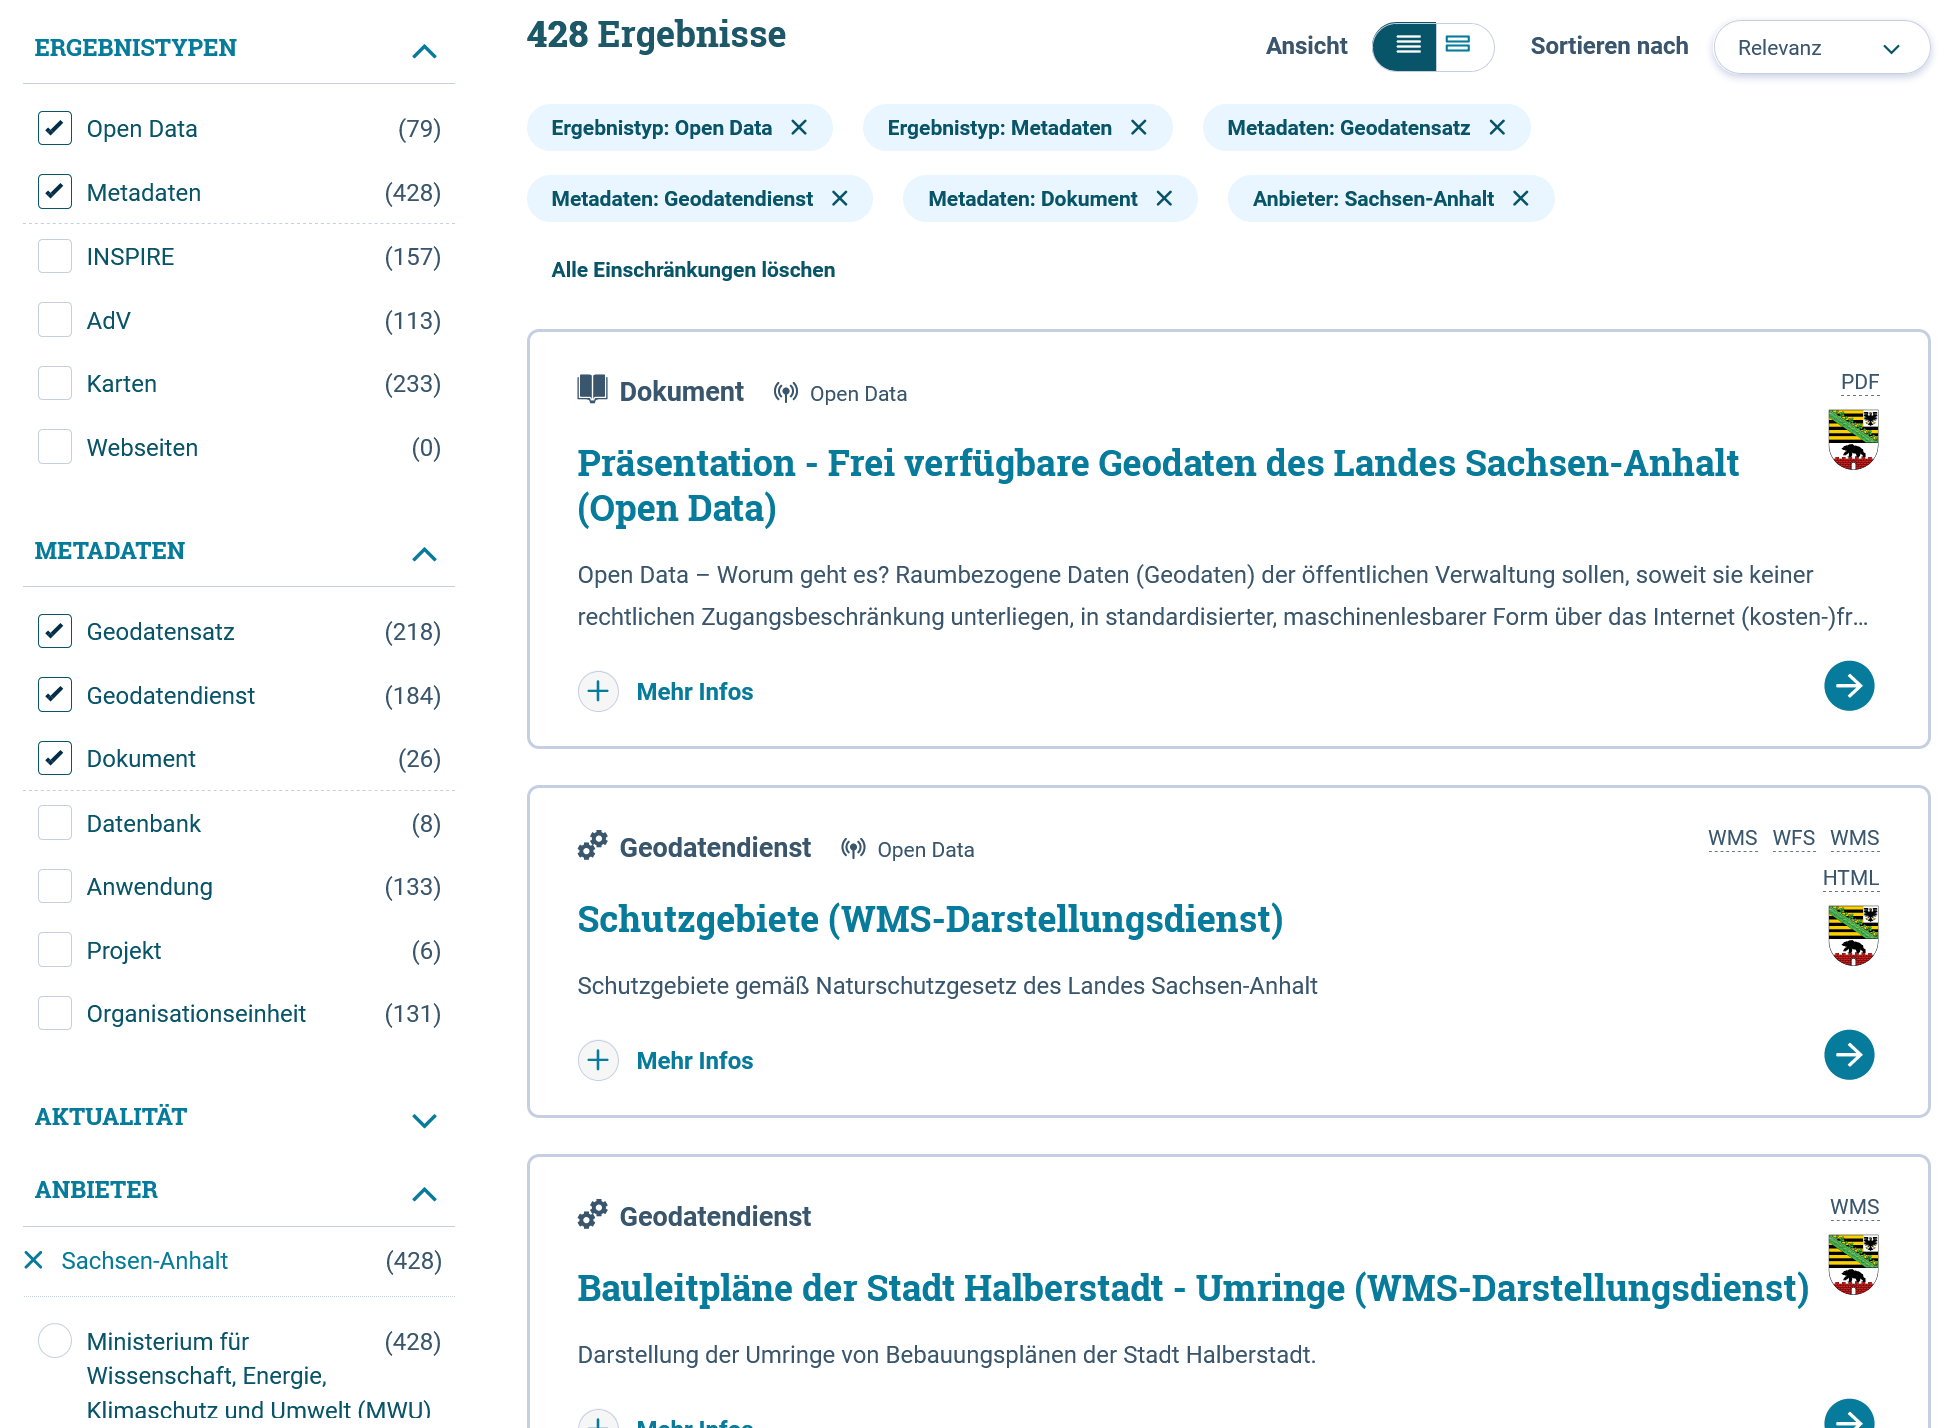 ERGEBNISTYPEN
Open Data (79)
Metadaten (428)
INSPIRE (157)
AdV (113)
Karten (233)
Webseiten (0)
METADATEN
Geodatensatz (218)
Geodatendienst (184)
Dokument (26)
Datenbank (8)
Anwendung (133)
Projekt (6)
Organisationseinheit (131)
AKTUALITÄT
ANBIETER
Sachsen-Anhalt (428)
Ministerium für (428)
Wissenschaft, Energie,
Klimaschutz und Umwelt (MWU)
428 Ergebnisse
Ansicht Sortieren nach Relevanz
Ergebnistyp: Open Data Ergebnistyp: Metadaten Metadaten: Geodatensatz
Metadaten: Geodatendienst Metadaten: Dokument Anbieter: Sachsen-Anhalt
Alle Einschränkungen löschen
Dokument Open Data PDF
Präsentation - Frei verfügbare Geodaten des Landes Sachsen-Anhalt
(Open Data)
Open Data – Worum geht es? Raumbezogene Daten (Geodaten) der öffentlichen Verwaltung sollen, soweit sie keiner
rechtlichen Zugangsbeschränkung unterliegen, in standardisierter, maschinenlesbarer Form über das Internet (kosten-)fr...
Mehr Infos
Geodatendienst Open Data WMS WFS WMS
HTML
Schutzgebiete (WMS-Darstellungsdienst)
Schutzgebiete gemäß Naturschutzgesetz des Landes Sachsen-Anhalt
Mehr Infos
Geodatendienst WMS
Bauleitpläne der Stadt Halberstadt - Umringe (WMS-Darstellungsdienst)
Darstellung der Umringe von Bebauungsplänen der Stadt Halberstadt.
Mehr Infos